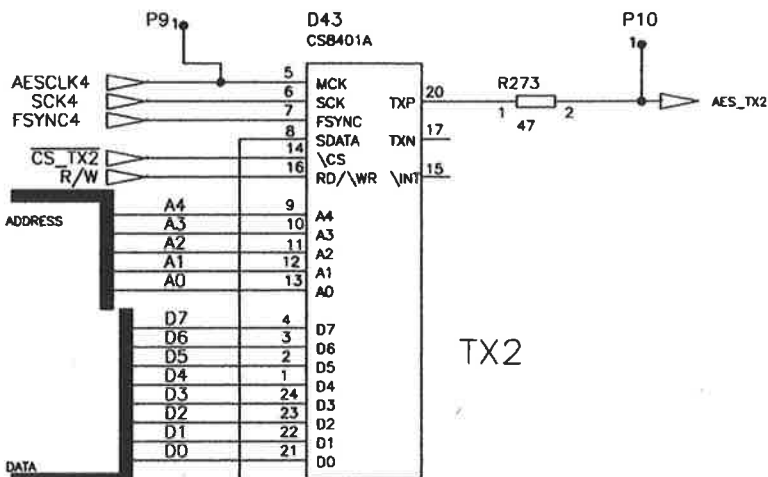 P9 1
D43
CS8401A
P10
1
AESCLK4 5 MCK
SCK4 6 SCK TXP 20 R273 1 47 2 AES_TX2
FSYNC4 7 FSYNC
8 SDATA TXN 17
CS_TX2 14 \CS
R/W 16 RD/\WR \INT 15
ADDRESS
A4 9 A4
A3 10 A3
A2 11 A2
A1 12 A1
A0 13 A0
D7 4 D7
D6 3 D6
D5 2 D5
D4 1 D4
D3 24 D3
D2 23 D2
D1 22 D1
D0 21 D0
TX2
DATA